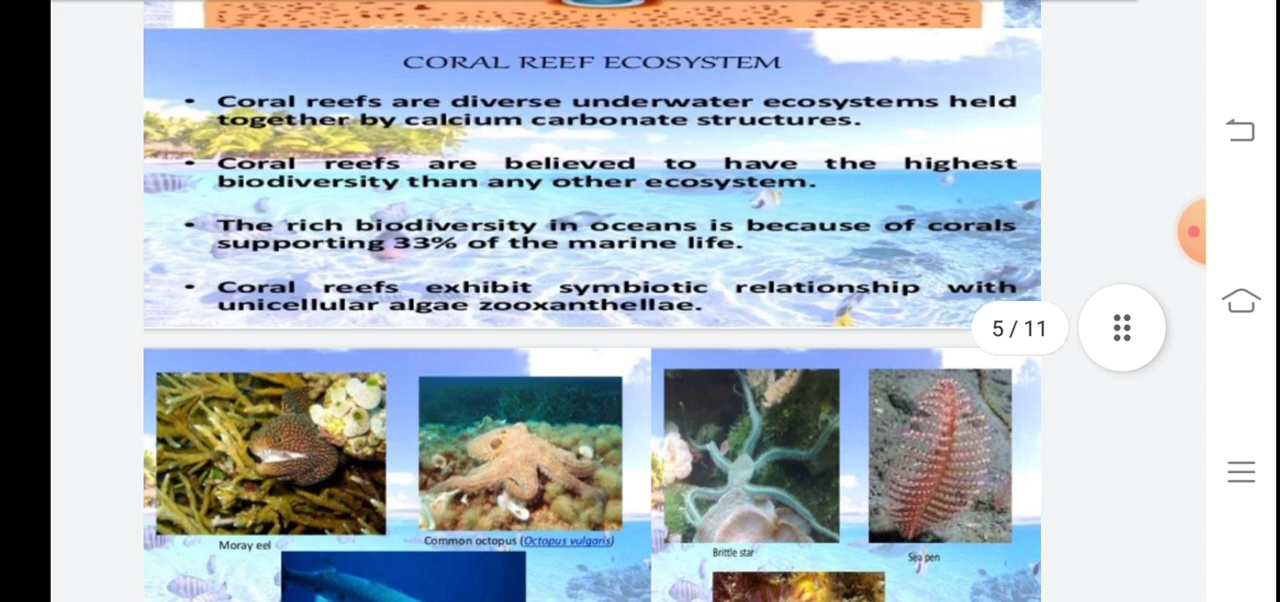 CORAL REEF ECOSYSTEM
• Coral reefs are diverse underwater ecosystems held
together by calcium carbonate structures.
• Coral reefs are believed to have the highest
biodiversity than any other ecosystem.
• The rich biodiversity in oceans is because of corals
supporting 33% of the marine life.
• Coral reefs exhibit symbiotic relationship with
unicellular algae zooxanthellae.
5 / 11
Moray eel
Common octopus (Octopus vulgaris)
Brittle star
Sea pen